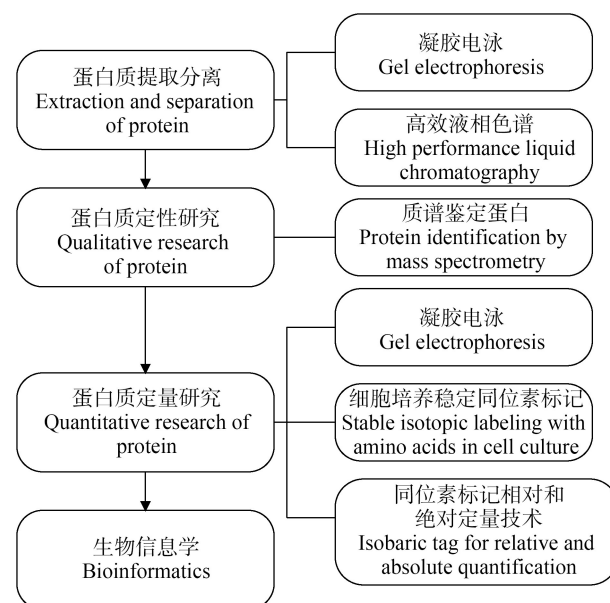 蛋白质提取分离
Extraction and separation
of protein
凝胶电泳
Gel electrophoresis
高效液相色谱
High performance liquid
chromatography
蛋白质定性研究
Qualitative research
of protein
质谱鉴定蛋白
Protein identification by
mass spectrometry
蛋白质定量研究
Quantitative research of
protein
凝胶电泳
Gel electrophoresis
细胞培养稳定同位素标记
Stable isotopic labeling with
amino acids in cell culture
同位素标记相对和
绝对定量技术
Isobaric tag for relative and
absolute quantification
生物信息学
Bioinformatics